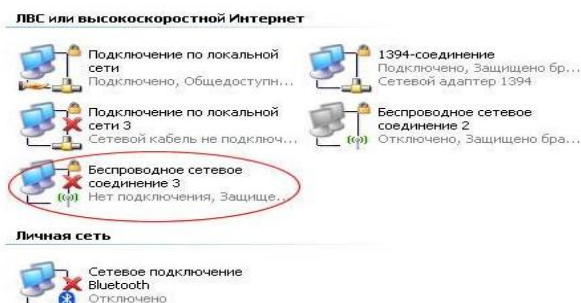 ЛВС или высокоскоростной Интернет
Подключение по локальной
сети
Подключено, Общедоступн...
1394-соединение
Подключено, Защищено бр...
Сетевой адаптер 1394
Подключение по локальной
сети 3
Сетевой кабель не подключ...
Беспроводное сетевое
соединение 2
Отключено, Защищено бра...
Беспроводное сетевое
соединение 3
Нет подключения, Защище...
Личная сеть
Сетевое подключение
Bluetooth
Отключено